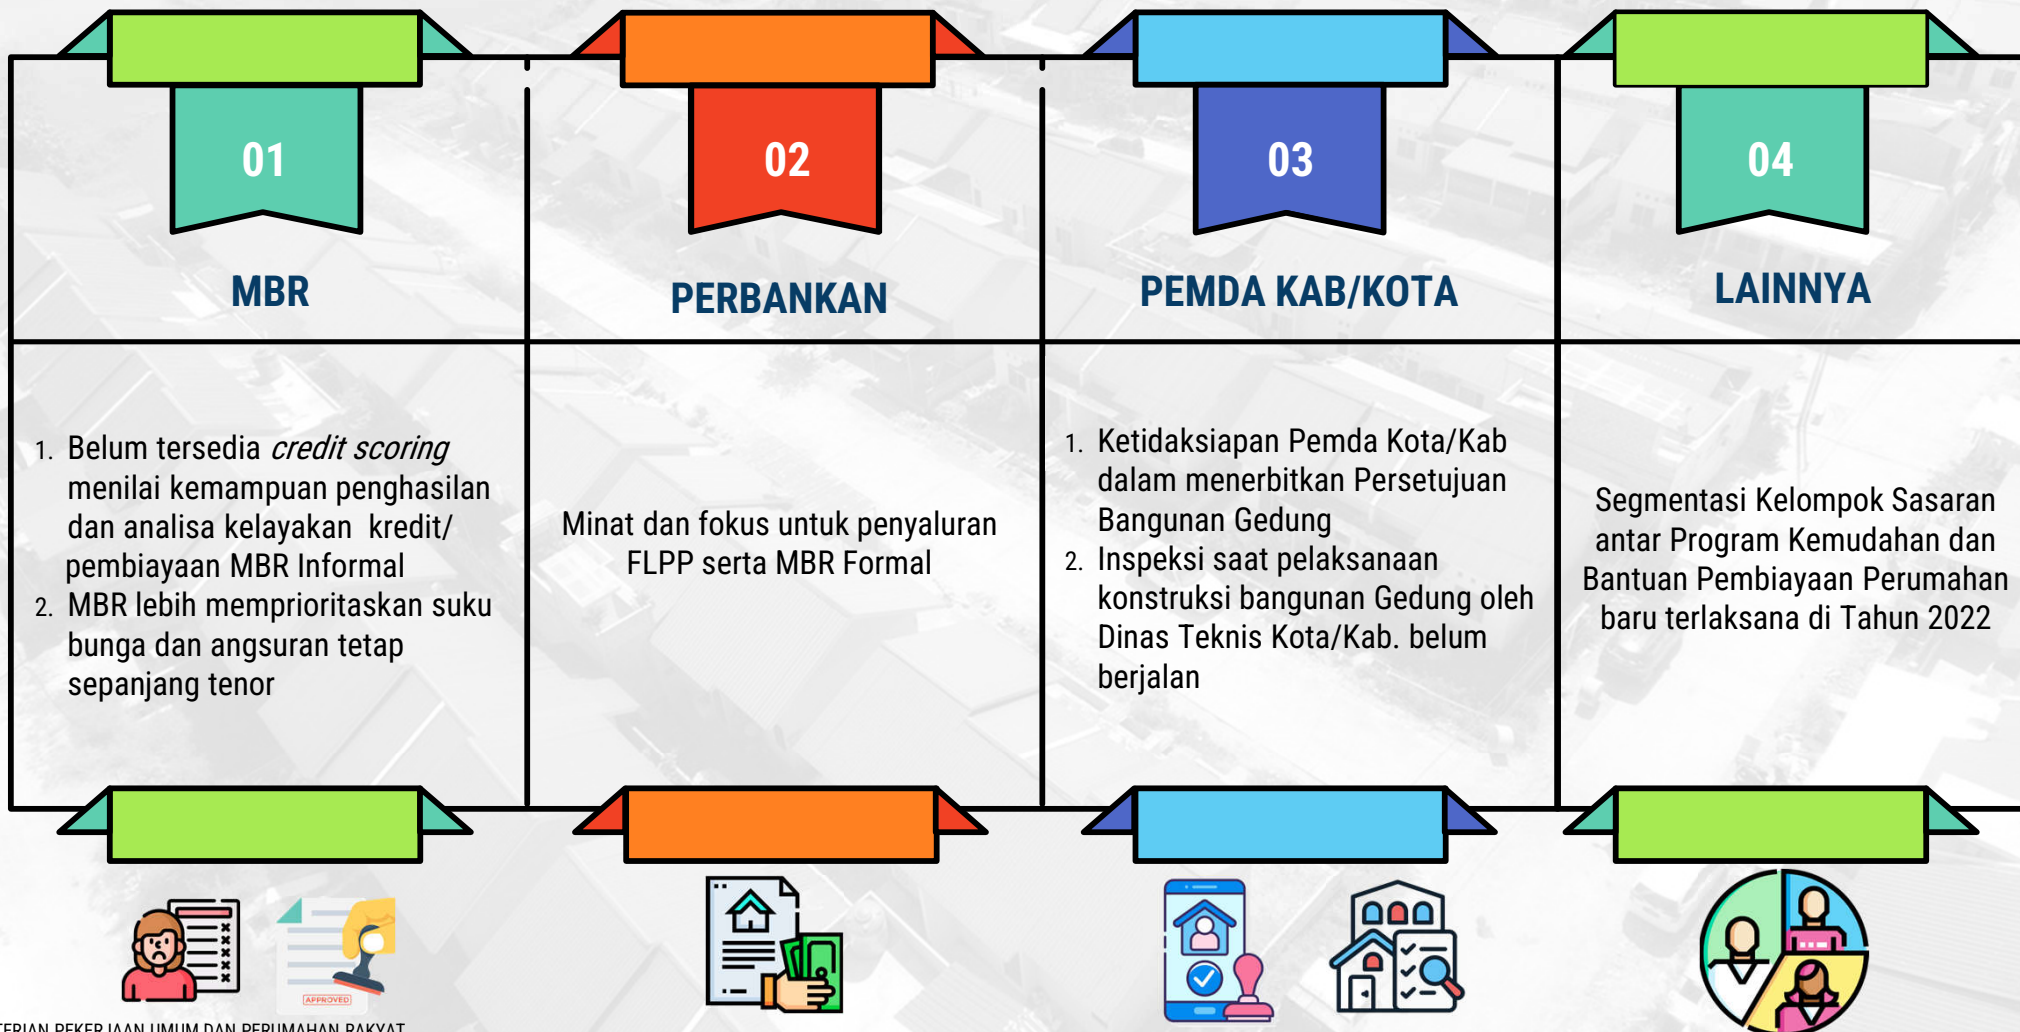 01
MBR
1. Belum tersedia credit scoring
menilai kemampuan penghasilan
dan analisa kelayakan kredit/
pembiayaan MBR Informal
2. MBR lebih memprioritaskan suku
bunga dan angsuran tetap
sepanjang tenor
02
PERBANKAN
Minat dan fokus untuk penyaluran
FLPP serta MBR Formal
03
PEMDA KAB/KOTA
1. Ketidaksiapan Pemda Kota/Kab
dalam menerbitkan Persetujuan
Bangunan Gedung
2. Inspeksi saat pelaksanaan
konstruksi bangunan Gedung oleh
Dinas Teknis Kota/Kab. belum
berjalan
04
LAINNYA
Segmentasi Kelompok Sasaran
antar Program Kemudahan dan
Bantuan Pembiayaan Perumahan
baru terlaksana di Tahun 2022
APPROVED
PEKERJAAN UMUM DAN PERUMAHAN RAKYAT